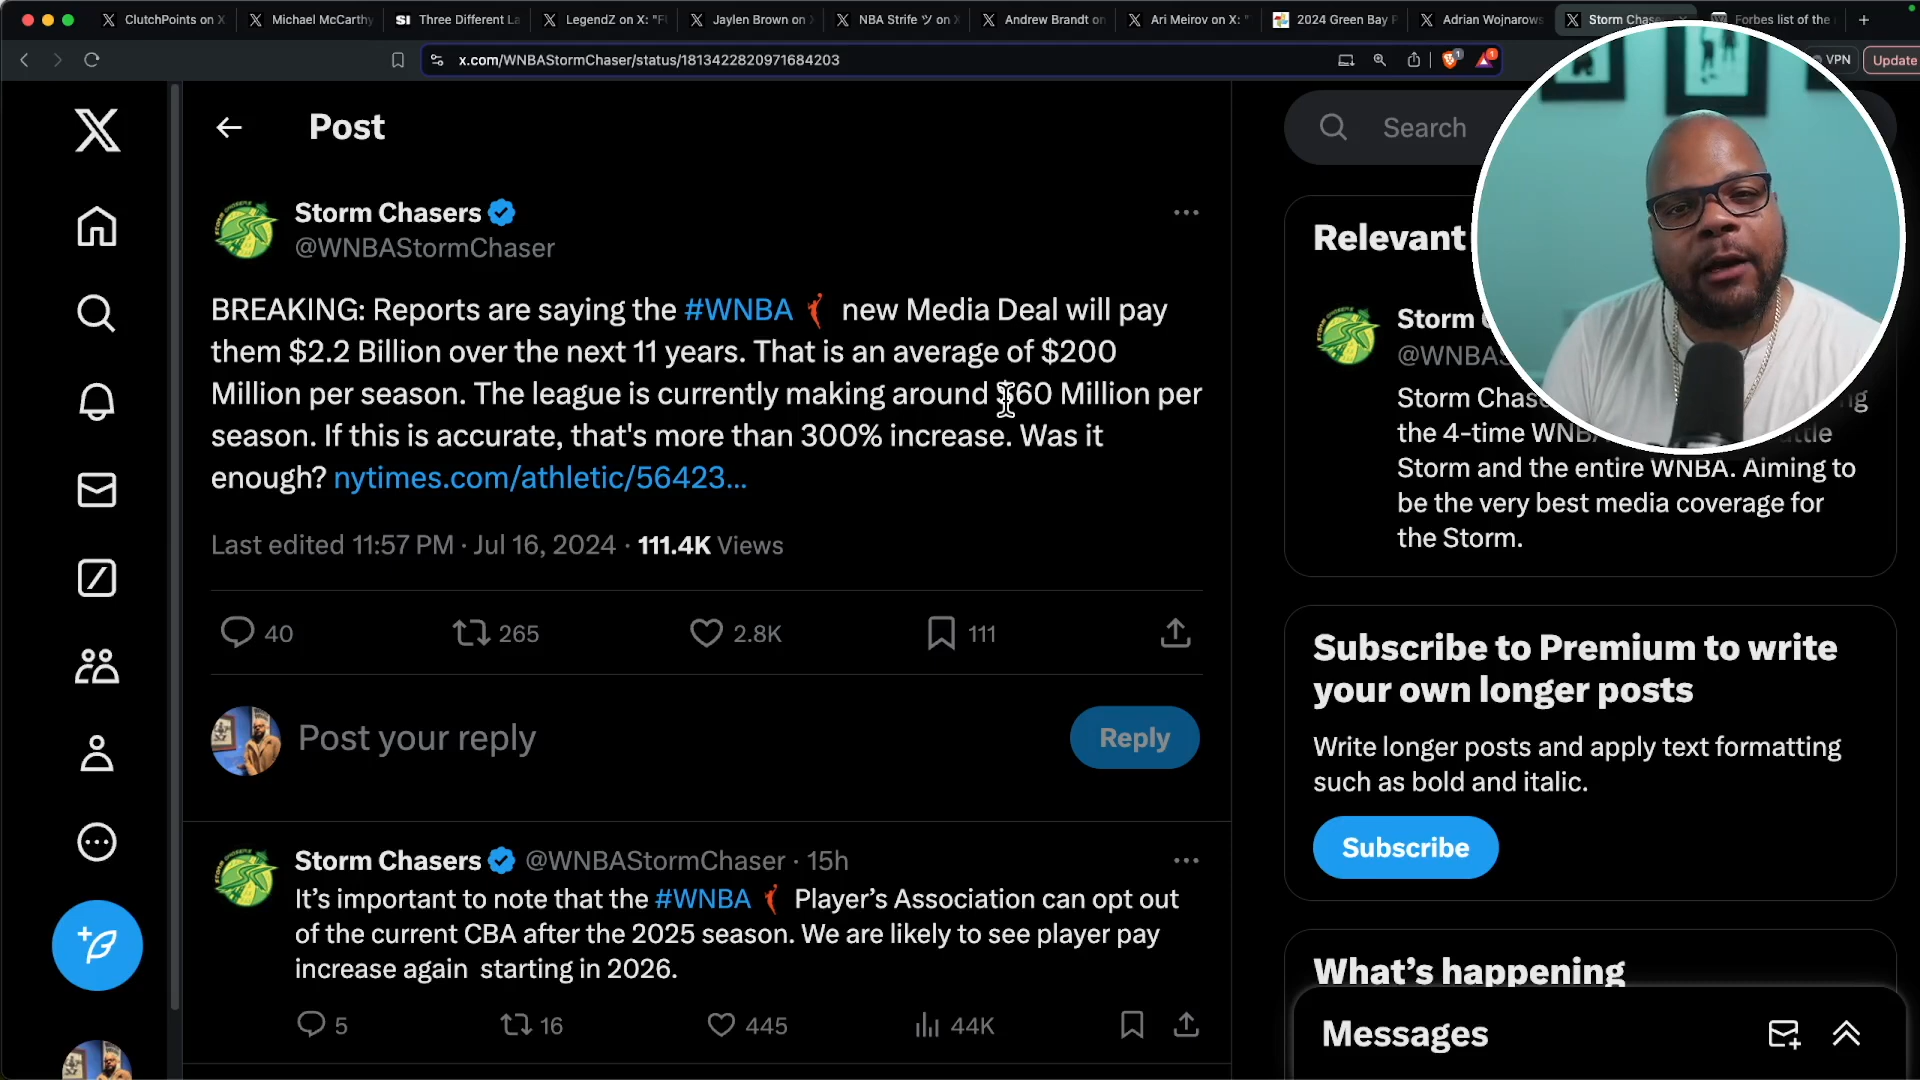 ClutchPoints on X
Michael McCarthy
SI Three Different La
LegendZ on X: "F
Jaylen Brown on
NBA Strife ツ on X
Andrew Brandt on
Ari Meirov on X: "
2024 Green Bay P
Adrian Wojnarows
Storm Chase
Forbes list of the
x.com/WNBAStormChaser/status/1813422820971684203
1
1
VPN
Update
Post
Storm Chasers
@WNBAStormChaser
BREAKING: Reports are saying the #WNBA new Media Deal will pay
them $2.2 Billion over the next 11 years. That is an average of $200
Million per season. The league is currently making around $60 Million per
season. If this is accurate, that's more than 300% increase. Was it
enough? nytimes.com/athletic/56423...
Last edited 11:57 PM · Jul 16, 2024 · 111.4K Views
40
265
2.8K
111
Post your reply
Reply
Storm Chasers @WNBAStormChaser · 15h
It's important to note that the #WNBA Player's Association can opt out
of the current CBA after the 2025 season. We are likely to see player pay
increase again starting in 2026.
5
16
445
44K
Search
Relevant
Storm
@WNBAS
Storm Chas ng
the 4-time WNB ttle
Storm and the entire WNBA. Aiming to
be the very best media coverage for
the Storm.
Subscribe to Premium to write
your own longer posts
Write longer posts and apply text formatting
such as bold and italic.
Subscribe
What's happening
Messages